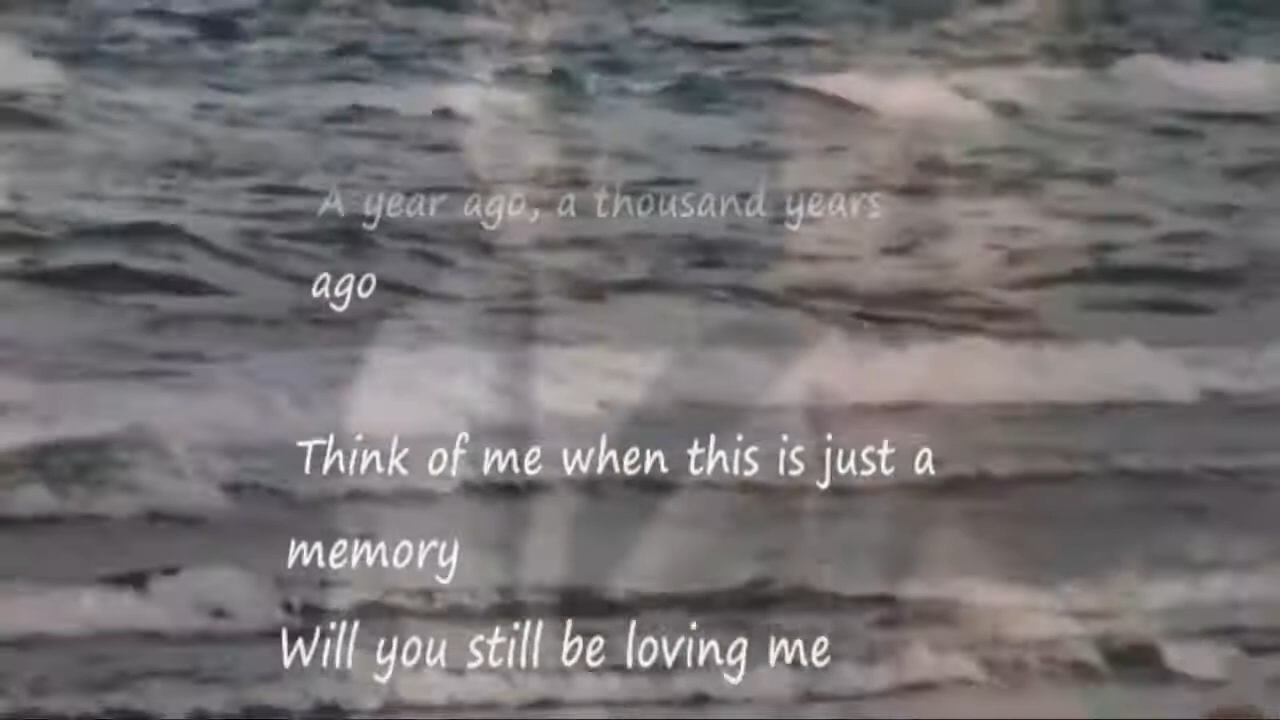 A year ago, a thousand years
ago
Think of me when this is just a
memory
Will you still be loving me